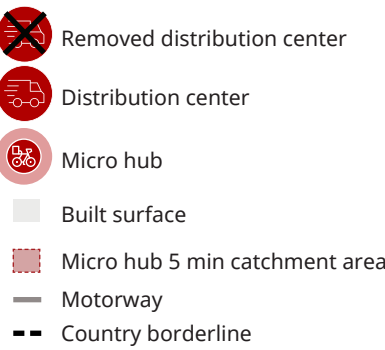 Removed distribution center
Distribution center
Micro hub
Built surface
Micro hub 5 min catchment area
Motorway
Country borderline